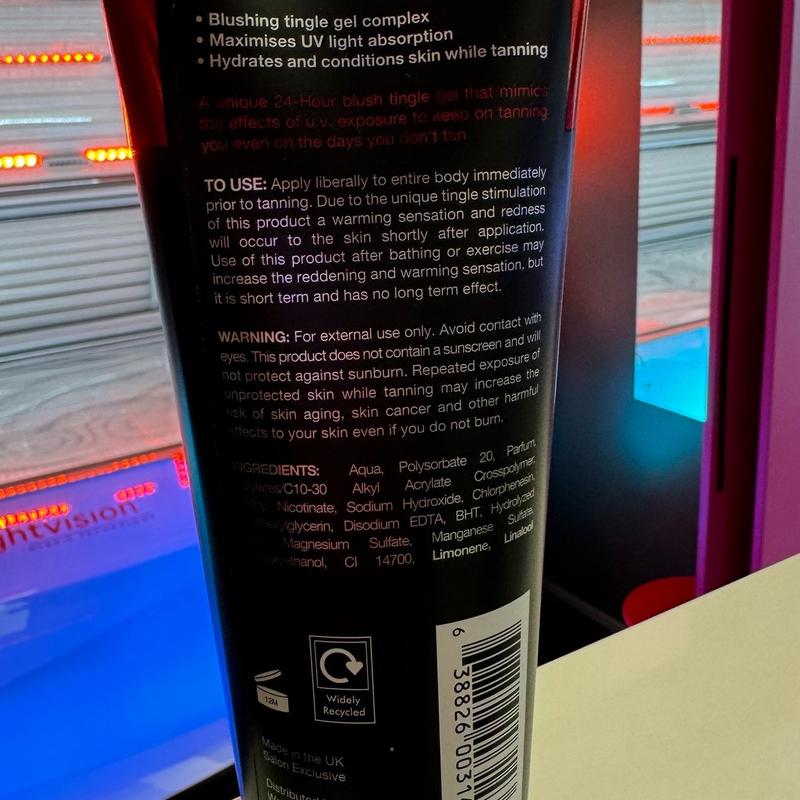 • Blushing tingle gel complex
• Maximises UV light absorption
• Hydrates and conditions skin while tanning
A unique 24-Hour blush tingle gel that mimics
the effects of u.v. exposure to keep on tanning
you even on the days you don't tan
TO USE: Apply liberally to entire body immediately
prior to tanning. Due to the unique tingle stimulation
of this product a warming sensation and redness
will occur to the skin shortly after application.
Use of this product after bathing or exercise may
increase the reddening and warming sensation, but
it is short term and has no long term effect.
WARNING: For external use only. Avoid contact with
eyes. This product does not contain a sunscreen and will
not protect against sunburn. Repeated exposure of
unprotected skin while tanning may increase the
risk of skin aging, skin cancer and other harmful
effects to your skin even if you do not burn.
INGREDIENTS: Aqua, Polysorbate 20, Parfum,
/C10-30 Alkyl Acrylate Crosspolymer,
Nicotinate, Sodium Hydroxide, Chlorphenesin,
Disodium EDTA, BHT, Hydrolyzed
Magnesium Sulfate, Manganese Sulfate,
CI 14700, Limonene, Linalool
12M
Widely
Recycled
Made in the UK
Salon Exclusive
Distributed
6 38826 00314
ghtVision